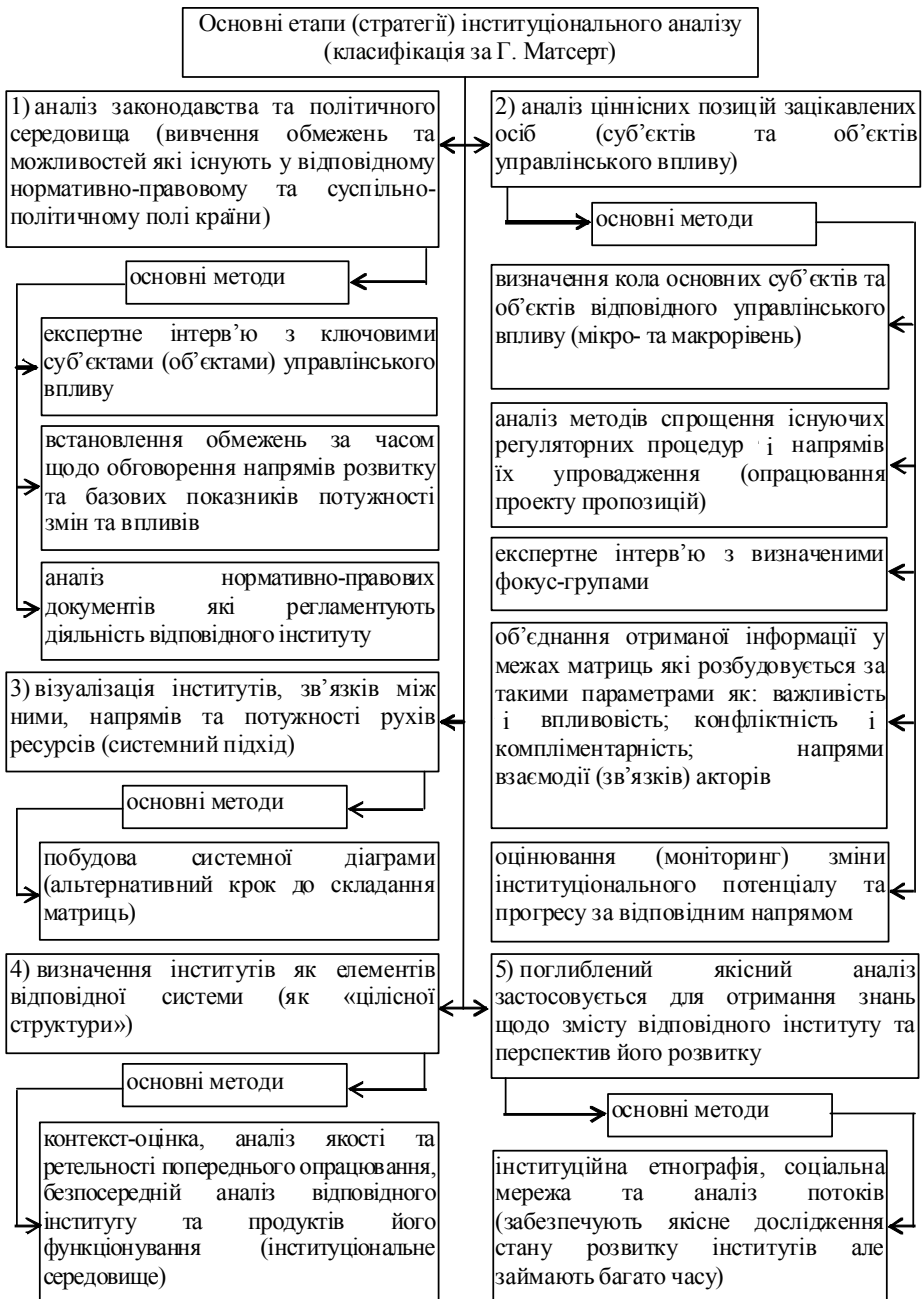 Основні етапи (стратегії) інституціонального аналізу
(класифікація за Г. Матсерт)
1) аналіз законодавства та політичного
середовища (вивчення обмежень та
можливостей які існують у відповідному
нормативно-правовому та суспільно-
політичному полі країни)
основні методи
експертне інтерв’ю з ключовими
суб’єктами (об’єктами) управлінського
впливу
встановлення обмежень за часом
щодо обговорення напрямів розвитку
та базових показників потужності
змін та впливів
аналіз нормативно-правових
документів які регламентують
діяльність відповідного інституту
2) аналіз ціннісних позицій зацікавлених
осіб (суб’єктів та об’єктів
управлінського впливу)
основні методи
визначення кола основних суб’єктів та
об’єктів відповідного управлінського
впливу (мікро- та макрорівень)
аналіз методів спрощення існуючих
регуляторних процедур і напрямів
їх упровадження (опрацювання
проекту пропозицій)
експертне інтерв’ю з визначеними
фокус-групами
об’єднання отриманої інформації у
межах матриць які розбудовується за
такими параметрами як: важливість
і впливовість; конфліктність і
компліментарність; напрями
взаємодії (зв’язків) акторів
оцінювання (моніторинг) зміни
інституціонального потенціалу та
прогресу за відповідним напрямом
3) візуалізація інститутів, зв’язків між
ними, напрямів та потужності рухів
ресурсів (системний підхід)
основні методи
побудова системної діаграми
(альтернативний крок до складання
матриць)
4) визначення інститутів як елементів
відповідної системи (як «цілісної
структури»)
основні методи
контекст-оцінка, аналіз якості та
ретельності попереднього опрацювання,
безпосередній аналіз відповідного
інституту та продуктів його
функціонування (інституціональне
середовище)
5) поглиблений якісний аналіз
застосовується для отримання знань
щодо змісту відповідного інституту та
перспектив його розвитку
основні методи
інституційна етнографія, соціальна
мережа та аналіз потоків
(забезпечують якісне дослідження
стану розвитку інститутів але
займають багато часу)